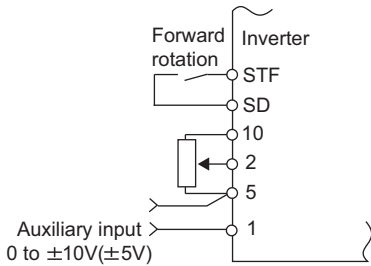 Forward
rotation
Inverter
STF
SD
10
2
5
1
Auxiliary input
0 to ±10V(±5V)